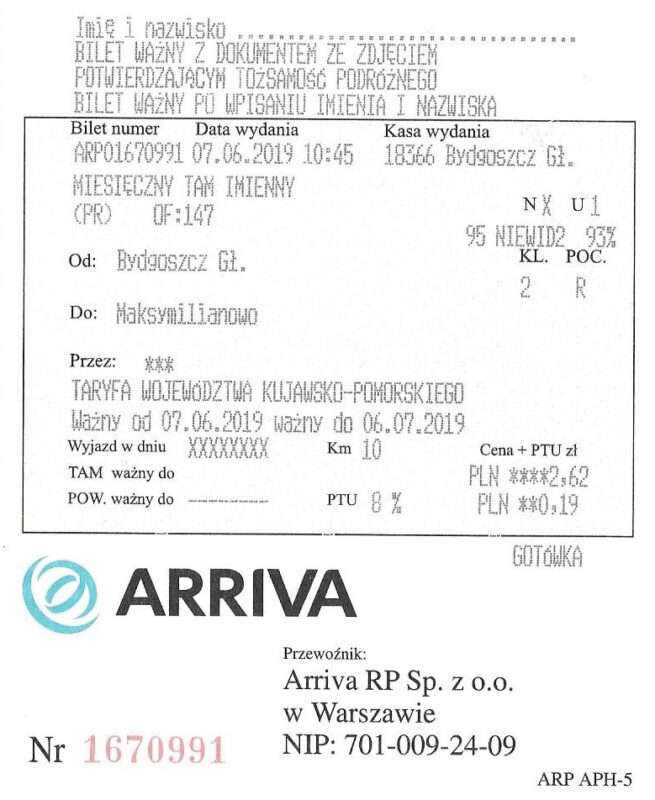 Imię i nazwisko ........................................
BILET WAŻNY Z DOKUMENTEM ZE ZDJĘCIEM
POTWIERDZAJĄCYM TOŻSAMOŚĆ PODRÓŻNEGO
BILET WAŻNY PO WPISANIU IMIENIA I NAZWISKA
Bilet numer Data wydania Kasa wydania
ARP01670991 07.06.2019 10:45 18366 Bydgoszcz Gł.
MIESIĘCZNY TAM IMIENNY
N X U 1
(PR) OF:147
95 NIEWID2 93%
KL. POC.
Od: Bydgoszcz Gł.
2 R
Do: Maksymilianowo
Przez: ***
TARYFA WOJEWÓDZTWA KUJAWSKO-POMORSKIEGO
Ważny od 07.06.2019 ważny do 06.07.2019
Wyjazd w dniu XXXXXXXX Km 10 Cena + PTU zł
TAM ważny do PLN ****2,62
POW. ważny do --------- PTU 8 % PLN **0,19
GOTÓWKA
ARRIVA
Przewoźnik:
Arriva RP Sp. z o.o.
w Warszawie
Nr 1670991 NIP: 701-009-24-09
ARP APH-5